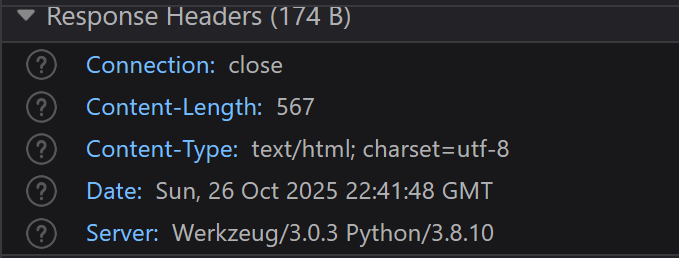 Response Headers (174 B)
Connection: close
Content-Length: 567
Content-Type: text/html; charset=utf-8
Date: Sun, 26 Oct 2025 22:41:48 GMT
Server: Werkzeug/3.0.3 Python/3.8.10